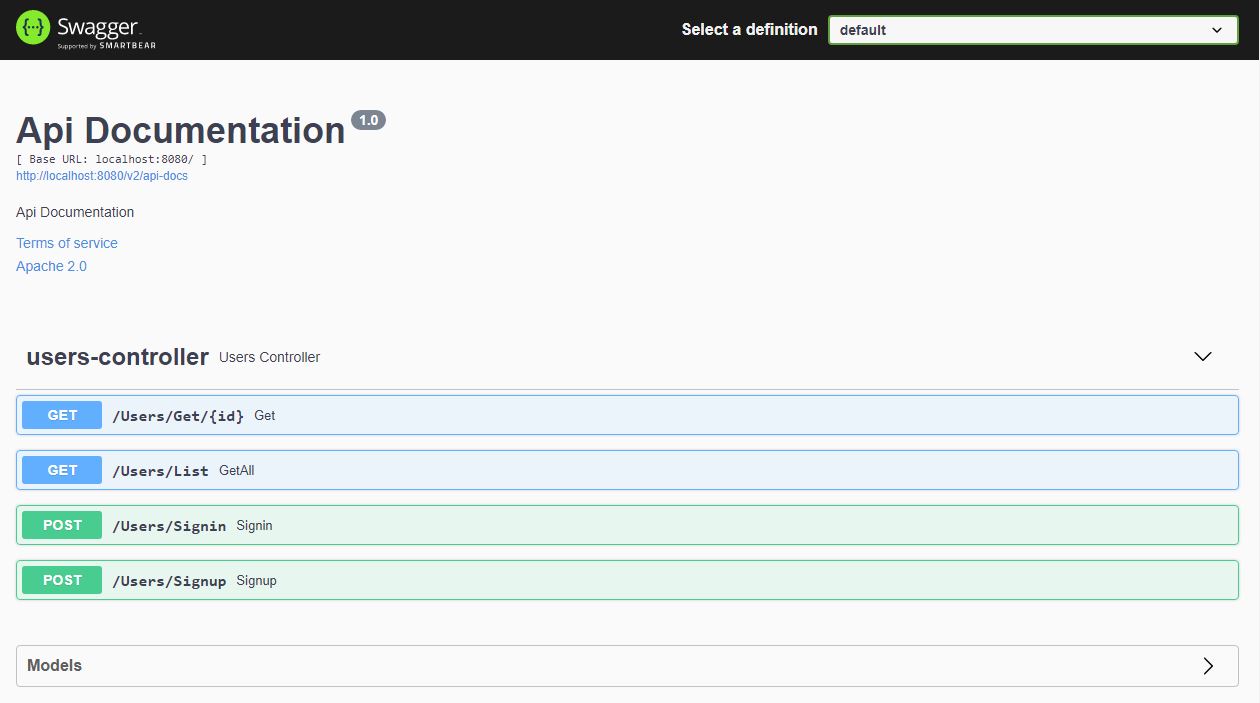 Swagger
Supported by SMARTBEAR
Select a definition
default
Api Documentation 1.0
[ Base URL: localhost:8080/ ]
http://localhost:8080/v2/api-docs
Api Documentation
Terms of service
Apache 2.0
users-controller Users Controller
GET /Users/Get/{id} Get
GET /Users/List GetAll
POST /Users/Signin Signin
POST /Users/Signup Signup
Models